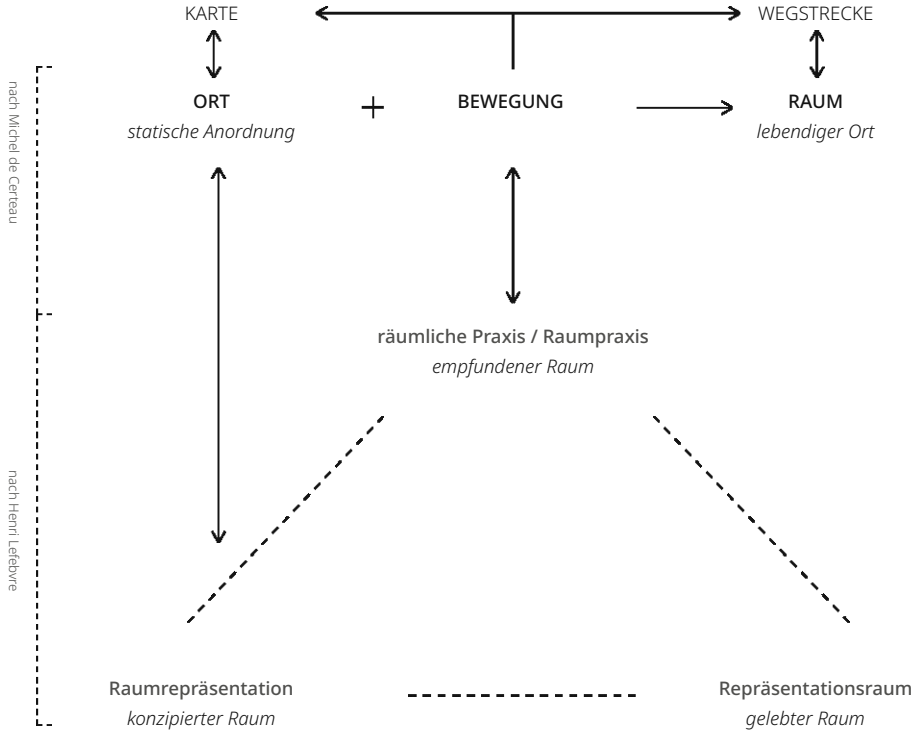 KARTE
WEGSTRECKE
nach Michel de Certeau
ORT
+
BEWEGUNG
RAUM
statische Anordnung
lebendiger Ort
räumliche Praxis / Raumpraxis
empfundener Raum
nach Henri Lefebvre
Raumrepräsentation
Repräsentationsraum
konzipierter Raum
gelebter Raum